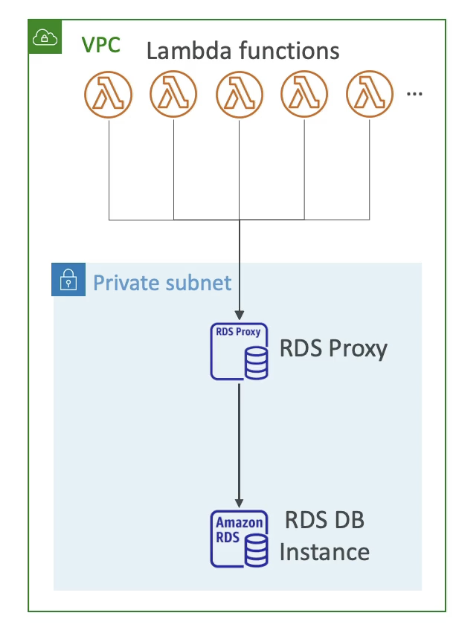 VPC
Lambda functions
...
Private subnet
RDS Proxy
RDS Proxy
Amazon
RDS
RDS DB
Instance